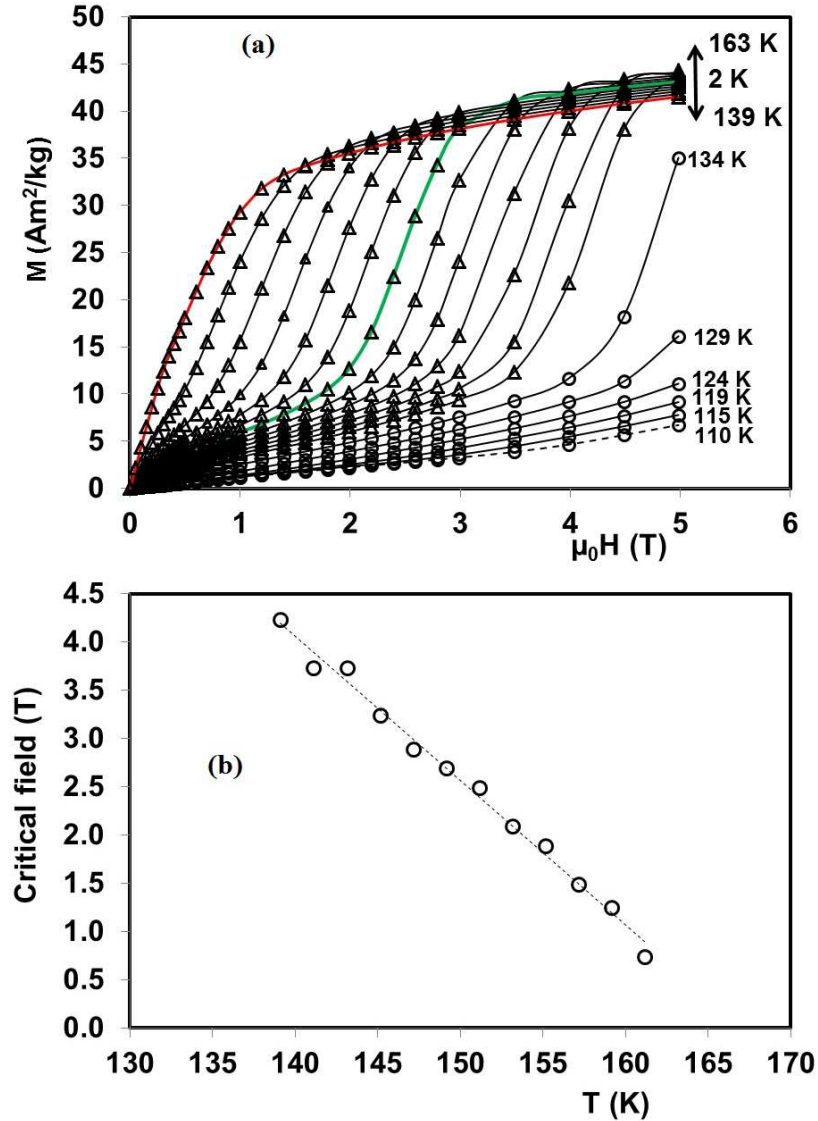 (a)
M (Am²/kg)
50
45
40
35
30
25
20
15
10
5
0
163 K
2 K
139 K
134 K
129 K
124 K
119 K
115 K
110 K
0 1 2 3 4 5 6
µ₀H (T)
(b)
Critical field (T)
4.5
4.0
3.5
3.0
2.5
2.0
1.5
1.0
0.5
0.0
130 135 140 145 150 155 160 165 170
T (K)